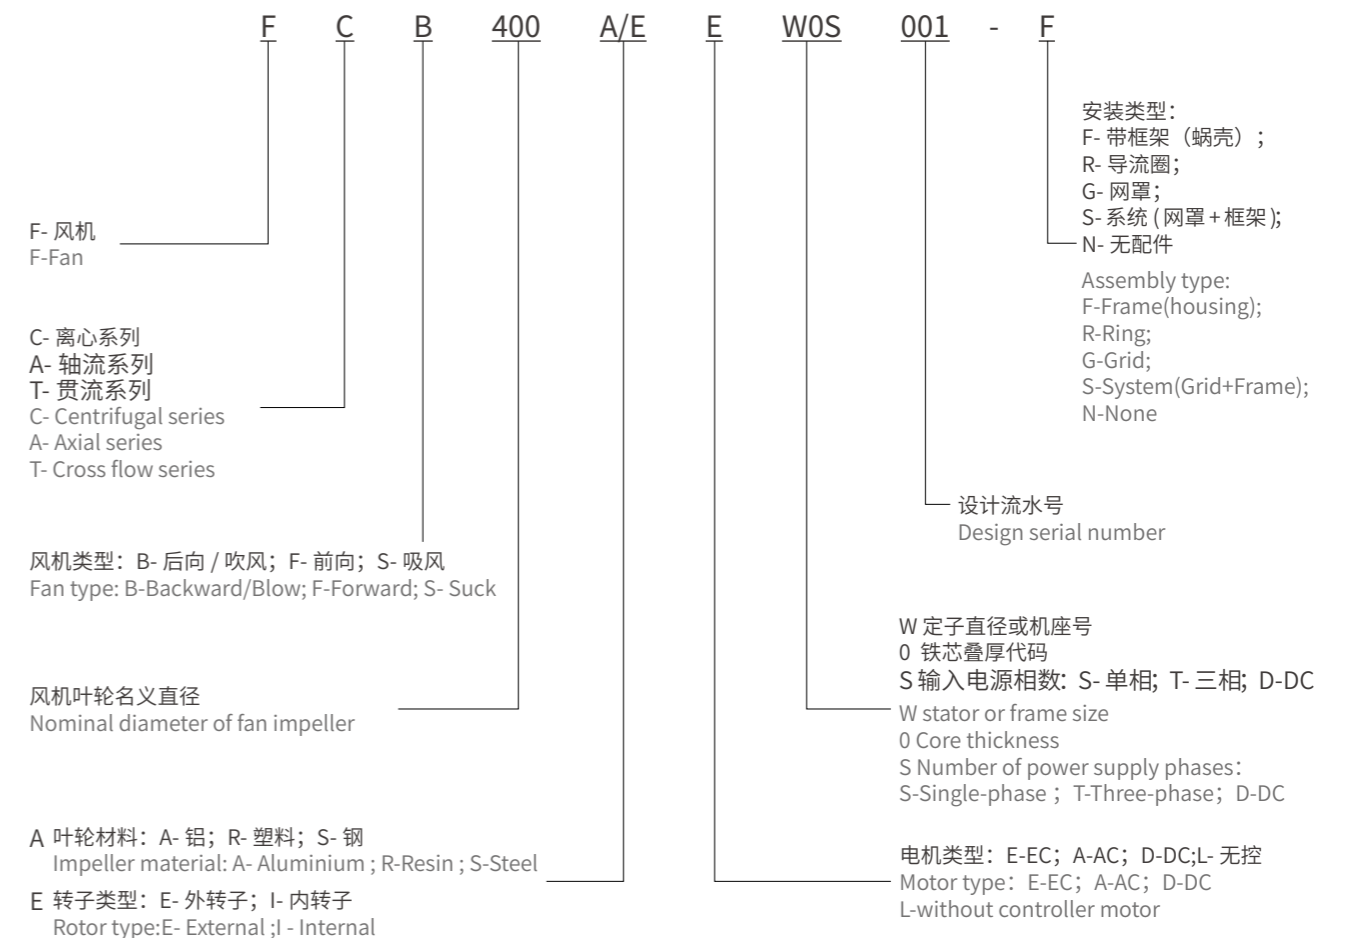 F C B 400 A/E E W0S 001 - F
安装类型：
F- 带框架（蜗壳）；
R- 导流圈；
G- 网罩；
S- 系统 ( 网罩 + 框架 );
N- 无配件
Assembly type:
F-Frame(housing);
R-Ring;
G-Grid;
S-System(Grid+Frame);
N-None
F- 风机
F-Fan
C- 离心系列
A- 轴流系列
T- 贯流系列
C- Centrifugal series
A- Axial series
T- Cross flow series
设计流水号
Design serial number
风机类型：B- 后向 / 吹风；F- 前向；S- 吸风
Fan type: B-Backward/Blow; F-Forward; S- Suck
W 定子直径或机座号
0 铁芯叠厚代码
S 输入电源相数：S- 单相；T- 三相；D-DC
W stator or frame size
0 Core thickness
S Number of power supply phases：
S-Single-phase；T-Three-phase；D-DC
风机叶轮名义直径
Nominal diameter of fan impeller
A 叶轮材料：A- 铝；R- 塑料；S- 钢
Impeller material: A- Aluminium ; R-Resin ; S-Steel
E 转子类型：E- 外转子；I- 内转子
Rotor type:E- External ;I - Internal
电机类型：E-EC；A-AC；D-DC;L- 无控
Motor type：E-EC；A-AC；D-DC
L-without controller motor